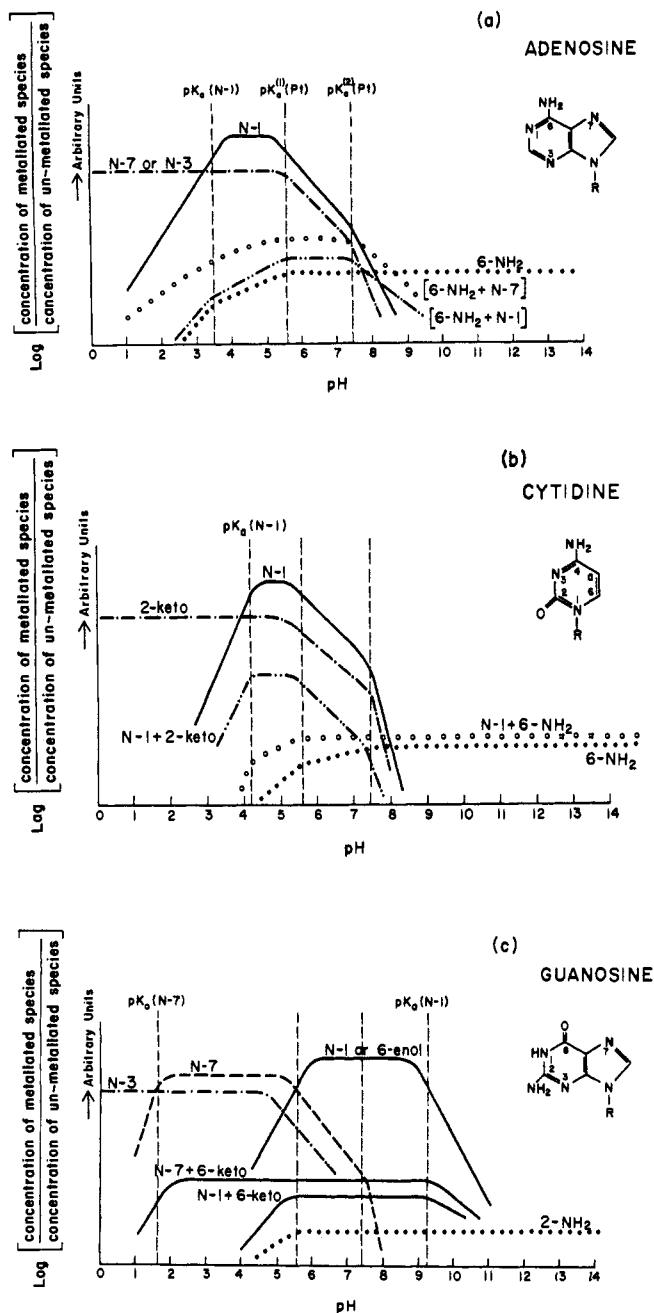 (a)
ADENOSINE
pKₐ (N-1) pKₐ⁽¹⁾(Pt) pKₐ⁽²⁾(Pt)
N-1
N-7 or N-3
6-NH₂
[6-NH₂ + N-7]
[6-NH₂ + N-1]
Log [concentration of metallated species / concentration of un-metallated species]
→ Arbitrary Units
0 1 2 3 4 5 6 7 8 9 10 11 12 13 14
pH
NH₂
6
N
1
N
7
3
N
9
N
R
(b)
CYTIDINE
pKₐ (N-1)
N-1
2-keto
N-1 + 2-keto
N-1 + 6-NH₂
6-NH₂
Lag [concentration of metallated species / concentration of un-metallated species]
→ Arbitrary Units
0 1 2 3 4 5 6 7 8 9 10 11 12 13 14
pH
NH₂
4
N
3
6
2
O
1
N
R
(c)
GUANOSINE
pKₐ (N-7)
pKₐ (N-1)
N-1 or 6-enol
N-7
N-3
N-7 + 6-keto
N-1 + 6-keto
2-NH₂
Log [concentration of metallated species / concentration of un-metallated species]
→ Arbitrary Units
0 1 2 3 4 5 6 7 8 9 10 11 12 13 14
pH
O
6
HN
N
7
2
NH₂
3
N
9
N
R